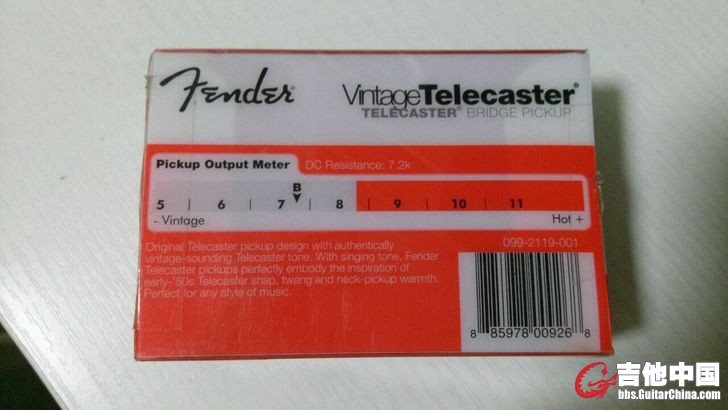 Fender®
Vintage Telecaster®
TELECASTER® BRIDGE PICKUP
Pickup Output Meter
DC Resistance: 7.2k
B
5 | 6 | 7 | 8 | 9 | 10 | 11
- Vintage
Hot +
099-2119-001
Original Telecaster pickup design with authentically
vintage-sounding Telecaster tone. With singing tone, Fender
Telecaster pickups perfectly embody the inspiration of
early-'50s Telecaster snap, twang and neck-pickup warmth.
Perfect for any style of music.
8 85978 00926 8
吉他中国
bbs.GuitarChina.com